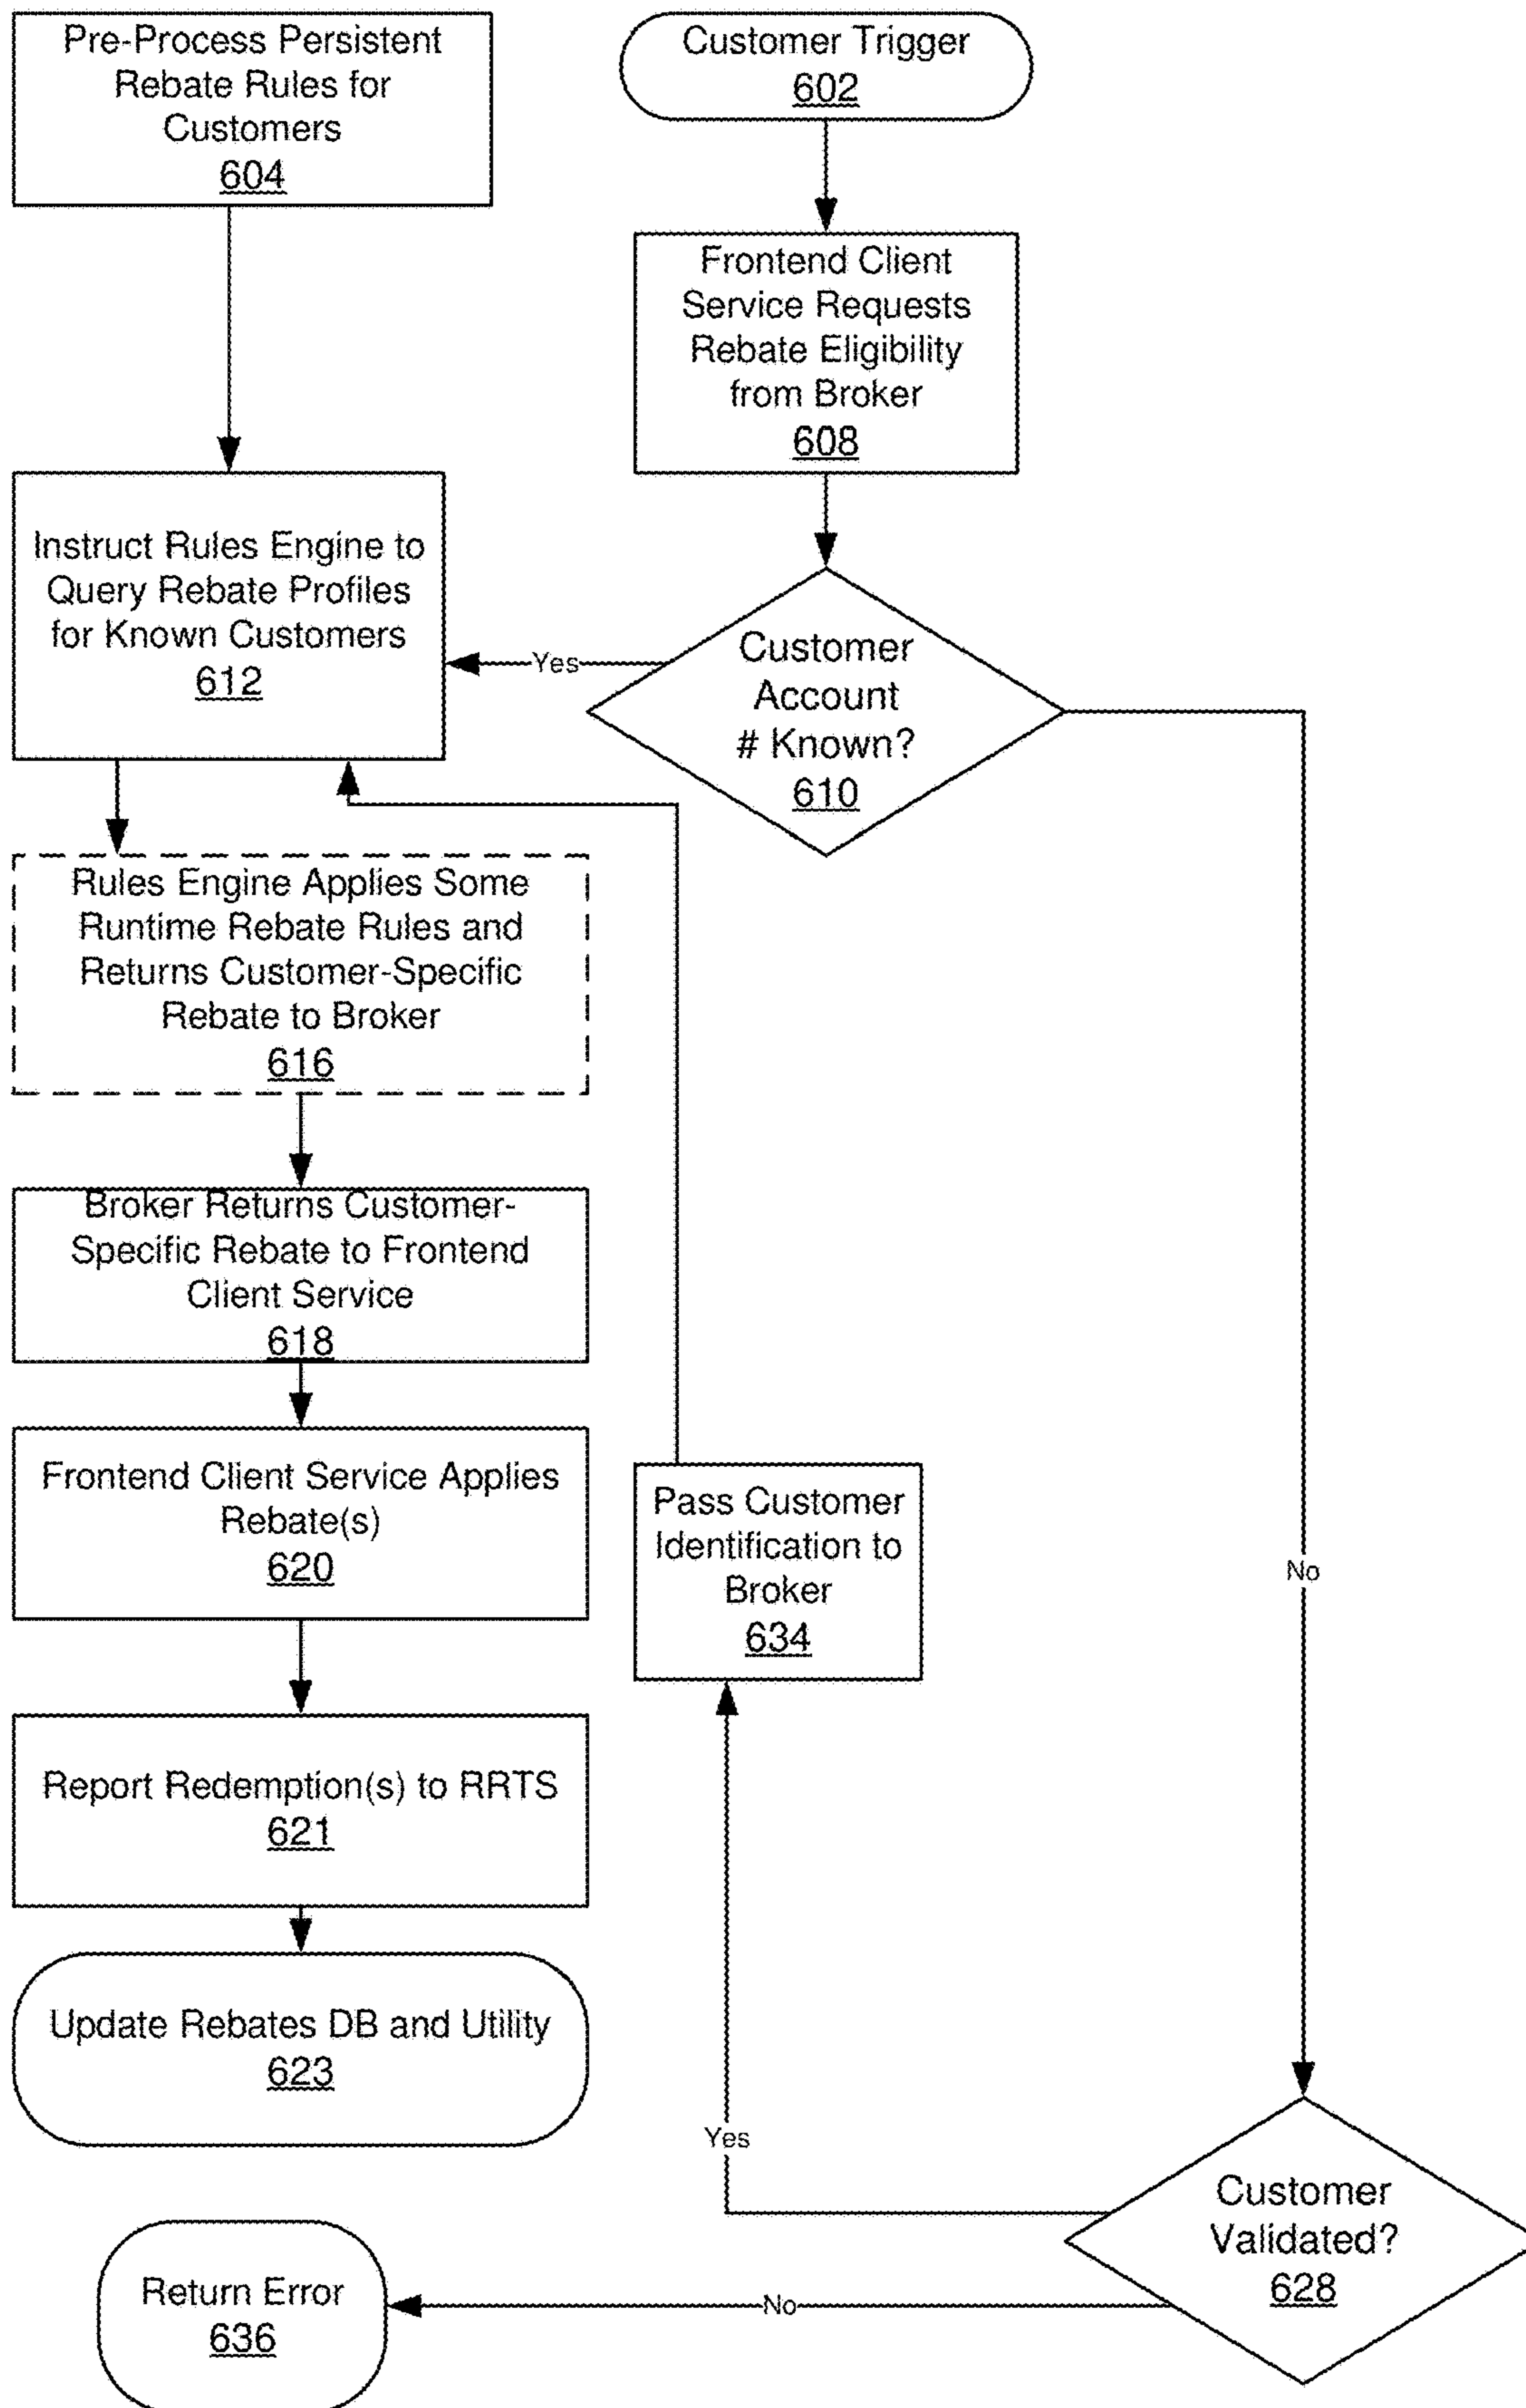 Pre-Process Persistent
Rebate Rules for
Customers
604
Customer Trigger
602
Frontend Client
Service Requests
Rebate Eligibility
from Broker
608
Instruct Rules Engine to
Query Rebate Profiles
for Known Customers
612
Yes
Customer
Account
# Known?
610
Rules Engine Applies Some
Runtime Rebate Rules and
Returns Customer-Specific
Rebate to Broker
616
Broker Returns Customer-
Specific Rebate to Frontend
Client Service
618
Frontend Client Service Applies
Rebate(s)
620
Pass Customer
Identification to
Broker
634
No
Report Redemption(s) to RRTS
621
Update Rebates DB and Utility
623
Yes
Customer
Validated?
628
Return Error
636
No